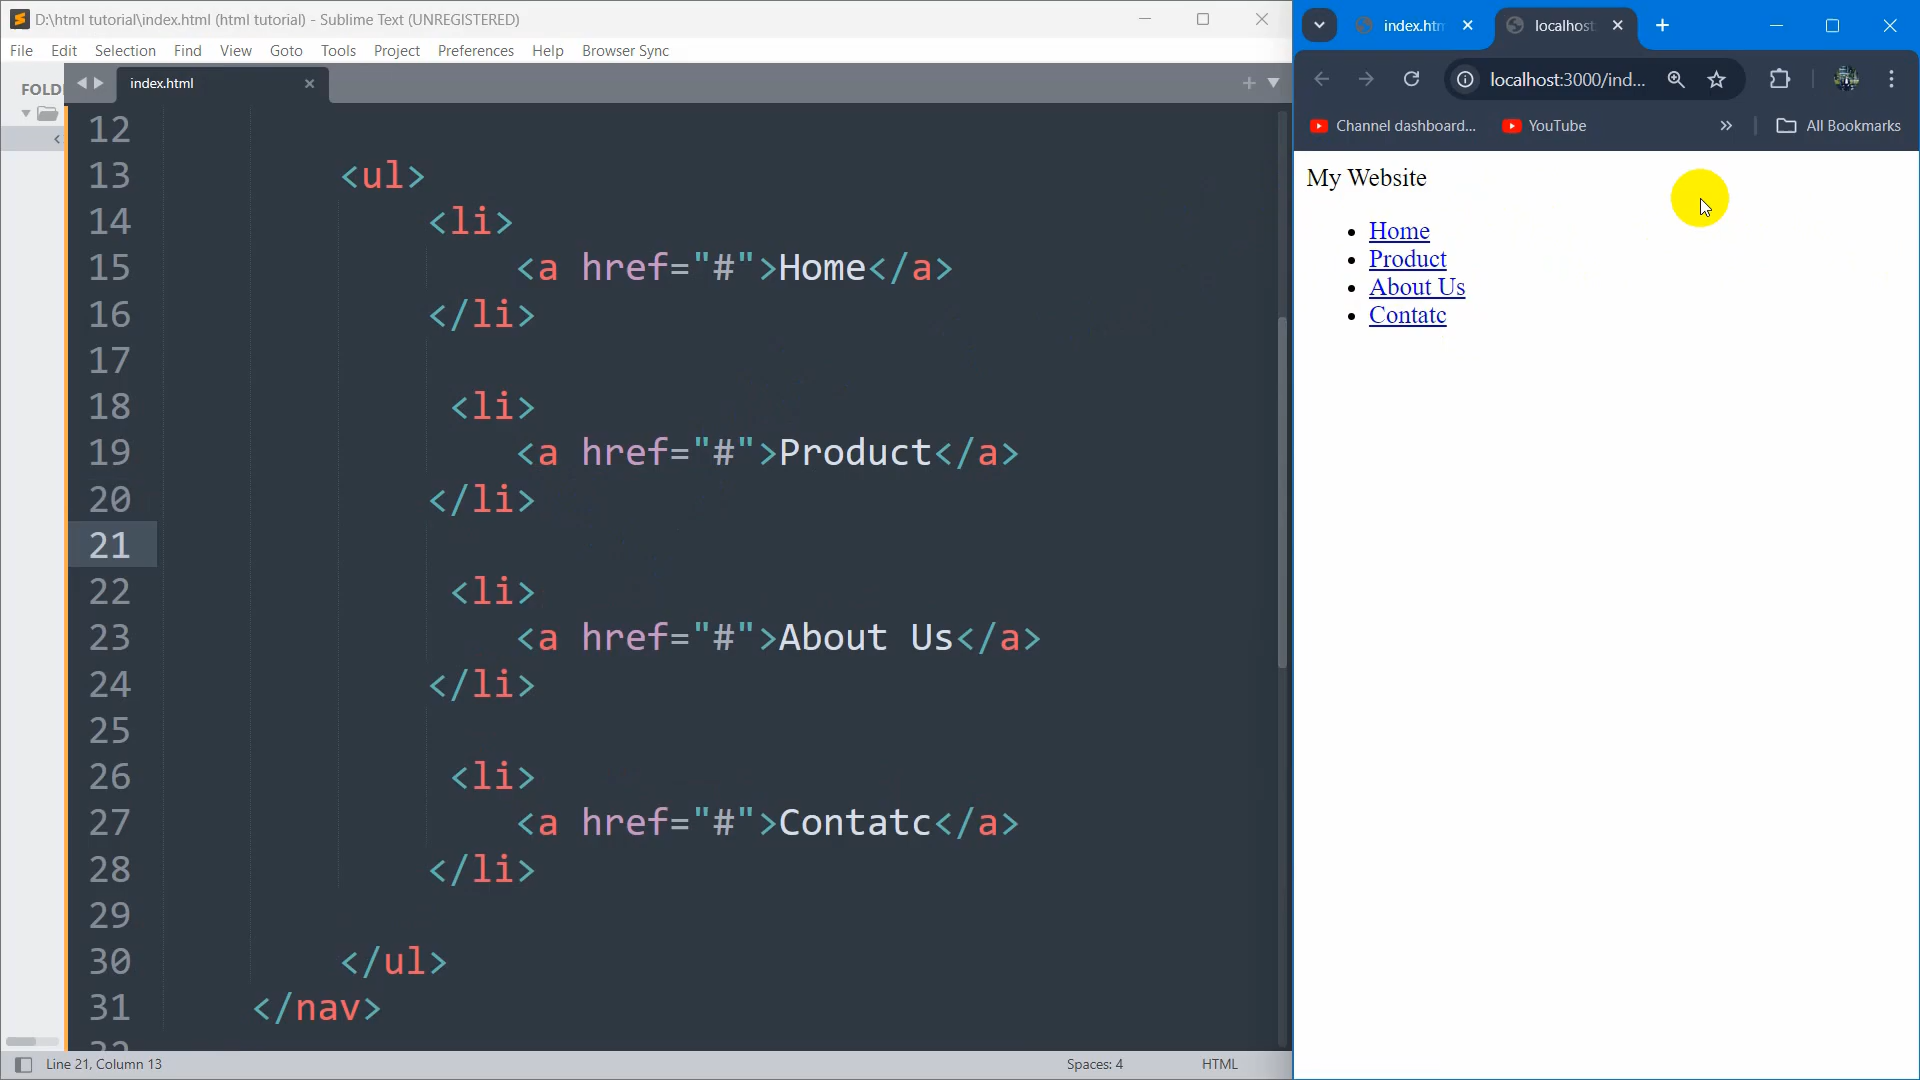 D:\html tutorial\index.html (html tutorial) - Sublime Text (UNREGISTERED)
File Edit Selection Find View Goto Tools Project Preferences Help Browser Sync
FOLD
index.html
12
13 <ul>
14 <li>
15 <a href="#">Home</a>
16 </li>
17
18 <li>
19 <a href="#">Product</a>
20 </li>
21
22 <li>
23 <a href="#">About Us</a>
24 </li>
25
26 <li>
27 <a href="#">Contatc</a>
28 </li>
29
30 </ul>
31 </nav>
Line 21, Column 13 Spaces: 4 HTML
index.htm localhost:
localhost:3000/ind...
Channel dashboard... YouTube » All Bookmarks
My Website
• Home
• Product
• About Us
• Contatc